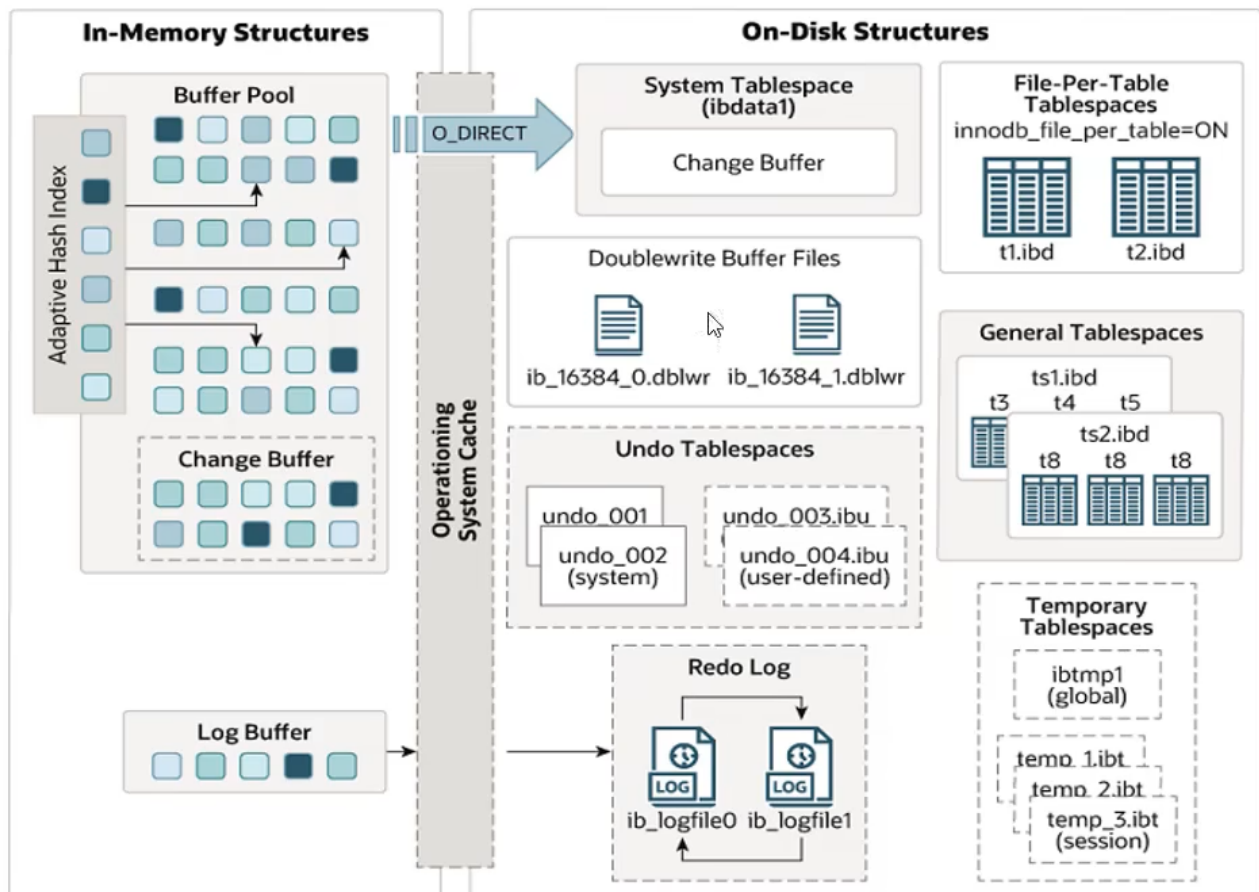 In-Memory Structures
On-Disk Structures
Buffer Pool
Adaptive Hash Index
Change Buffer
Log Buffer
Operationing
System Cache
O_DIRECT
System Tablespace
(ibdata1)
Change Buffer
Doublewrite Buffer Files
ib_16384_0.dblwr
ib_16384_1.dblwr
Undo Tablespaces
undo_001
undo_002
(system)
undo_003.ibu
undo_004.ibu
(user-defined)
Redo Log
LOG
LOG
ib_logfile0
ib_logfile1
File-Per-Table
Tablespaces
innodb_file_per_table=ON
t1.ibd
t2.ibd
General Tablespaces
ts1.ibd
t3 t4 t5
ts2.ibd
t8 t8 t8
Temporary
Tablespaces
ibtmp1
(global)
temp_1.ibt
temp_2.ibt
temp_3.ibt
(session)